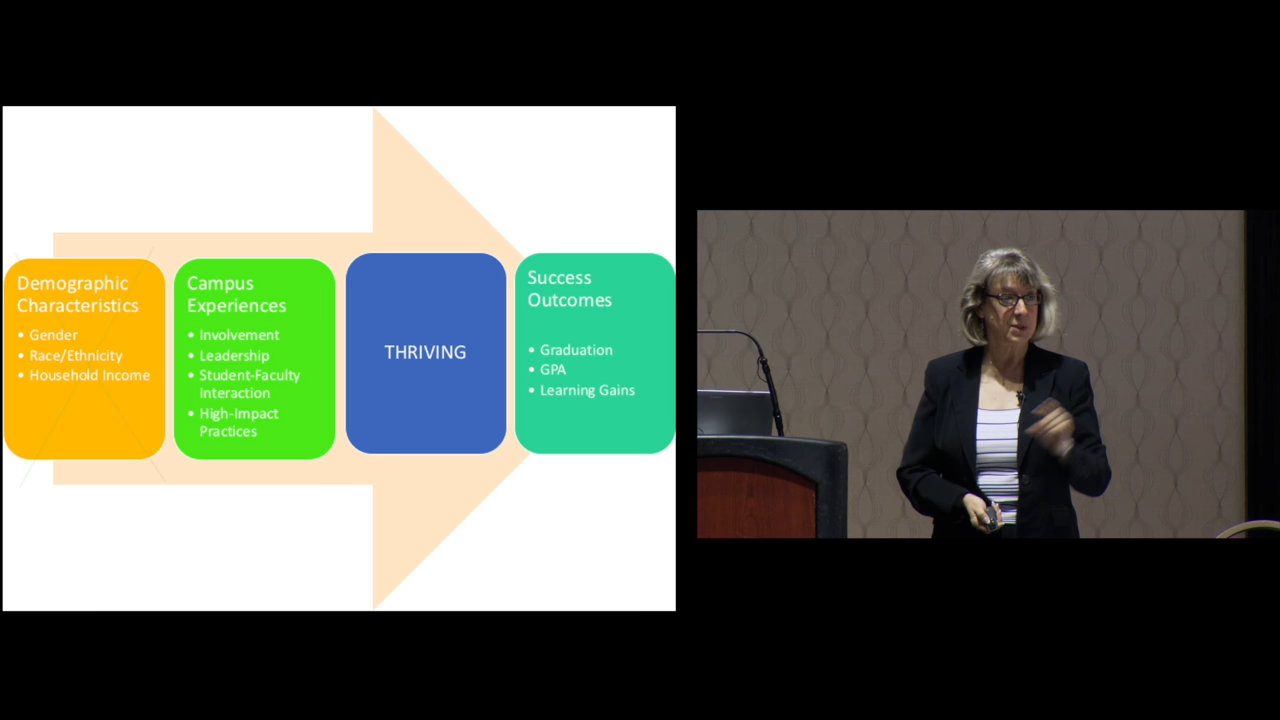 Demographic
Characteristics
• Gender
• Race/Ethnicity
• Household Income
Campus
Experiences
• Involvement
• Leadership
• Student-Faculty
Interaction
• High-Impact
Practices
THRIVING
Success
Outcomes
• Graduation
• GPA
• Learning Gains